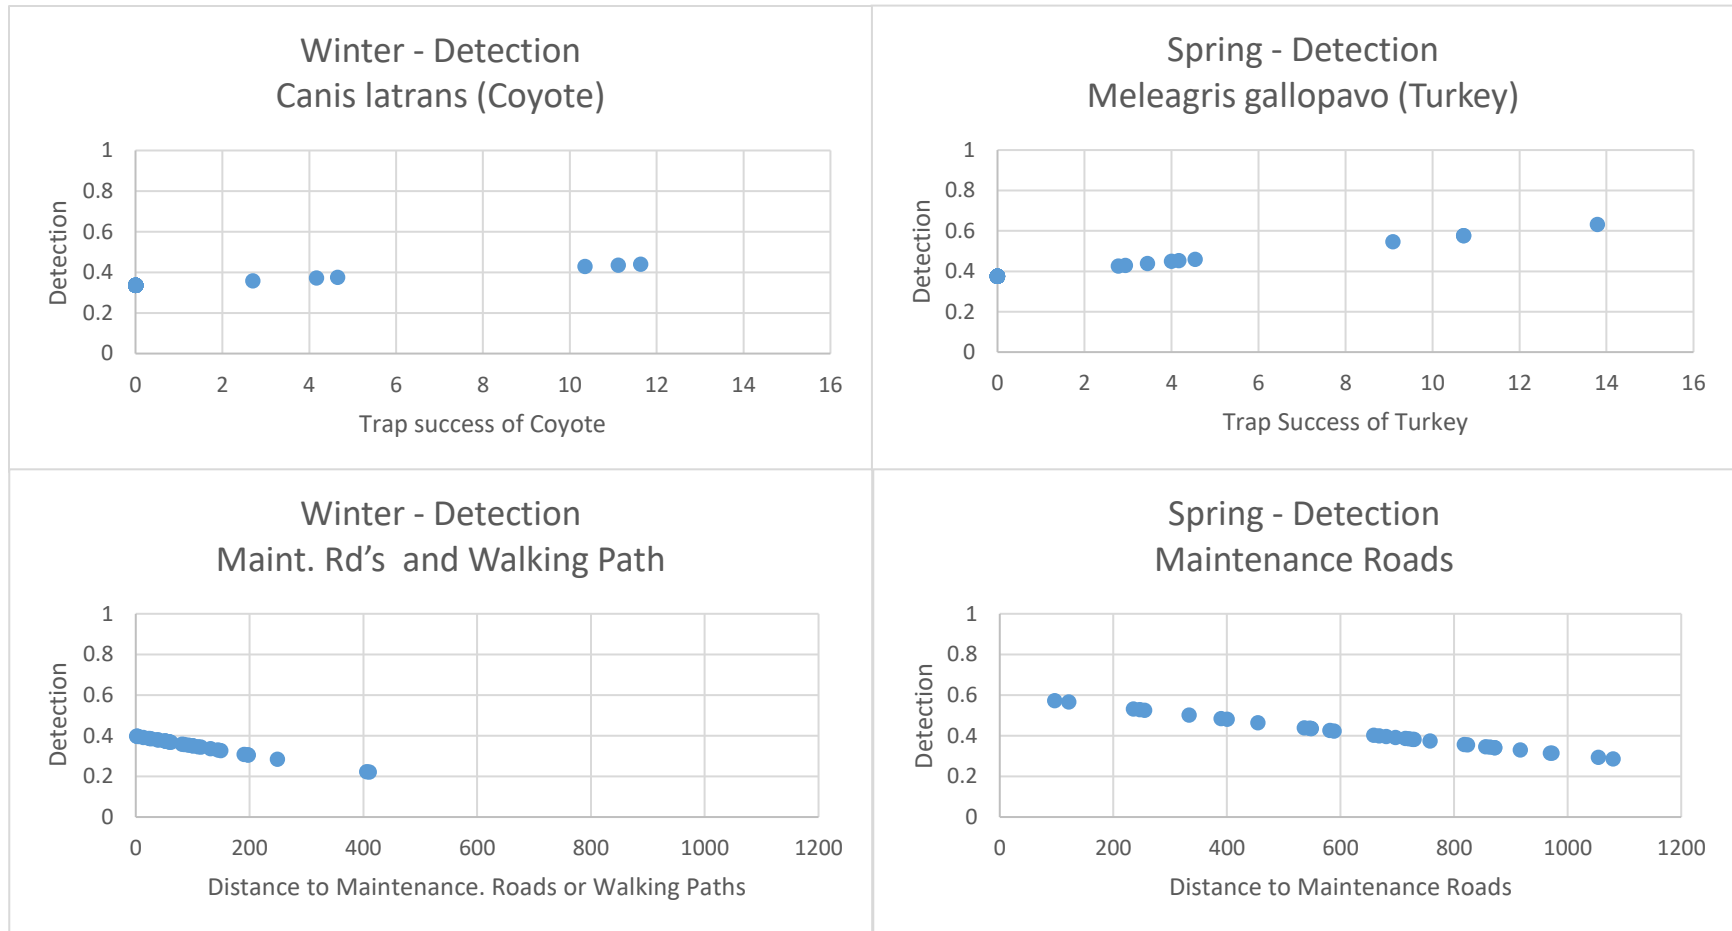 Winter - Detection
Canis latrans (Coyote)
1
0.8
0.6
0.4
0.2
0
Detection
0 2 4 6 8 10 12 14 16
Trap success of Coyote
Spring - Detection
Meleagris gallopavo (Turkey)
1
0.8
0.6
0.4
0.2
0
Detection
0 2 4 6 8 10 12 14 16
Trap Success of Turkey
Winter - Detection
Maint. Rd’s  and Walking Path
1
0.8
0.6
0.4
0.2
0
Detection
0 200 400 600 800 1000 1200
Distance to Maintenance. Roads or Walking Paths
Spring - Detection
Maintenance Roads
1
0.8
0.6
0.4
0.2
0
Detection
0 200 400 600 800 1000 1200
Distance to Maintenance Roads